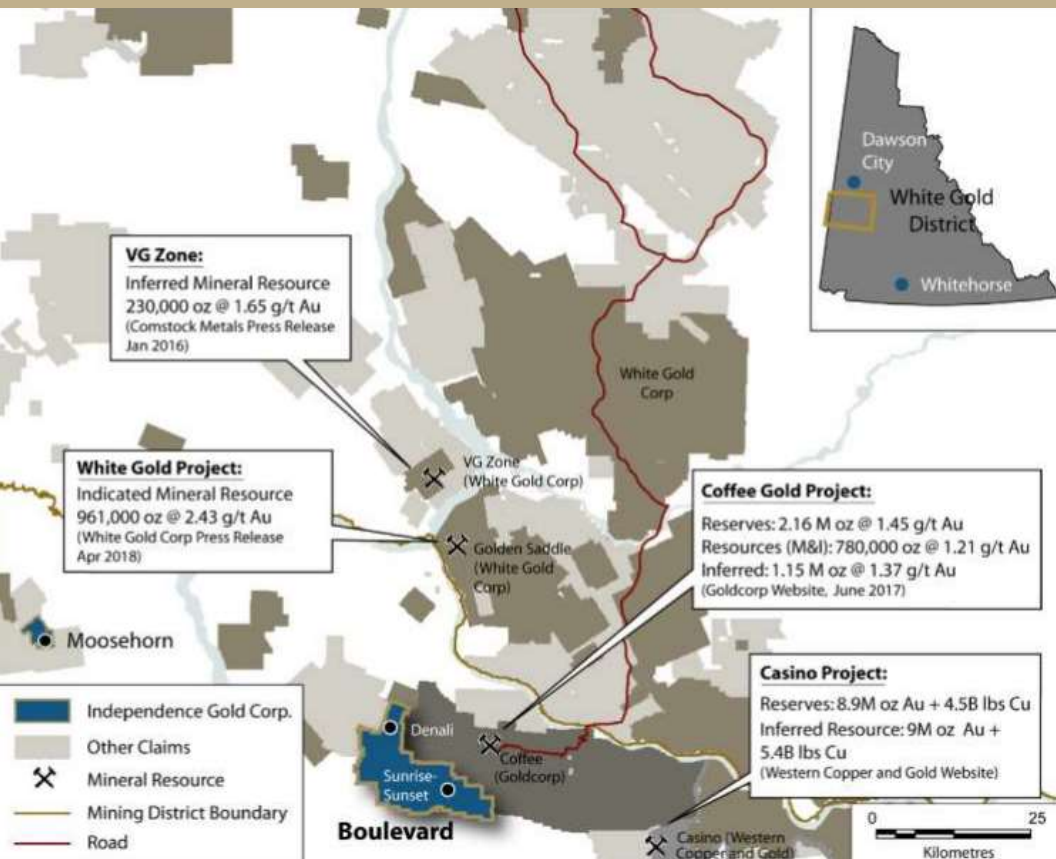 Dawson
City
White Gold
District
Whitehorse
VG Zone:
Inferred Mineral Resource
230,000 oz @ 1.65 g/t Au
(Comstock Metals Press Release
Jan 2016)
White Gold
Corp
VG Zone
(White Gold Corp)
White Gold Project:
Indicated Mineral Resource
961,000 oz @ 2.43 g/t Au
(White Gold Corp Press Release
Apr 2018)
Golden Saddle
(White Gold
Corp)
Coffee Gold Project:
Reserves: 2.16 M oz @ 1.45 g/t Au
Resources (M&I): 780,000 oz @ 1.21 g/t Au
Inferred: 1.15 M oz @ 1.37 g/t Au
(Goldcorp Website, June 2017)
Moosehorn
Casino Project:
Reserves: 8.9M oz Au + 4.5B lbs Cu
Inferred Resource: 9M oz Au +
5.4B lbs Cu
(Western Copper and Gold Website)
Independence Gold Corp.
Other Claims
Mineral Resource
Mining District Boundary
Road
Denali
Sunrise-
Sunset
Coffee
(Goldcorp)
Boulevard
Casino (Western
Copper and Gold)
0 25
Kilometres